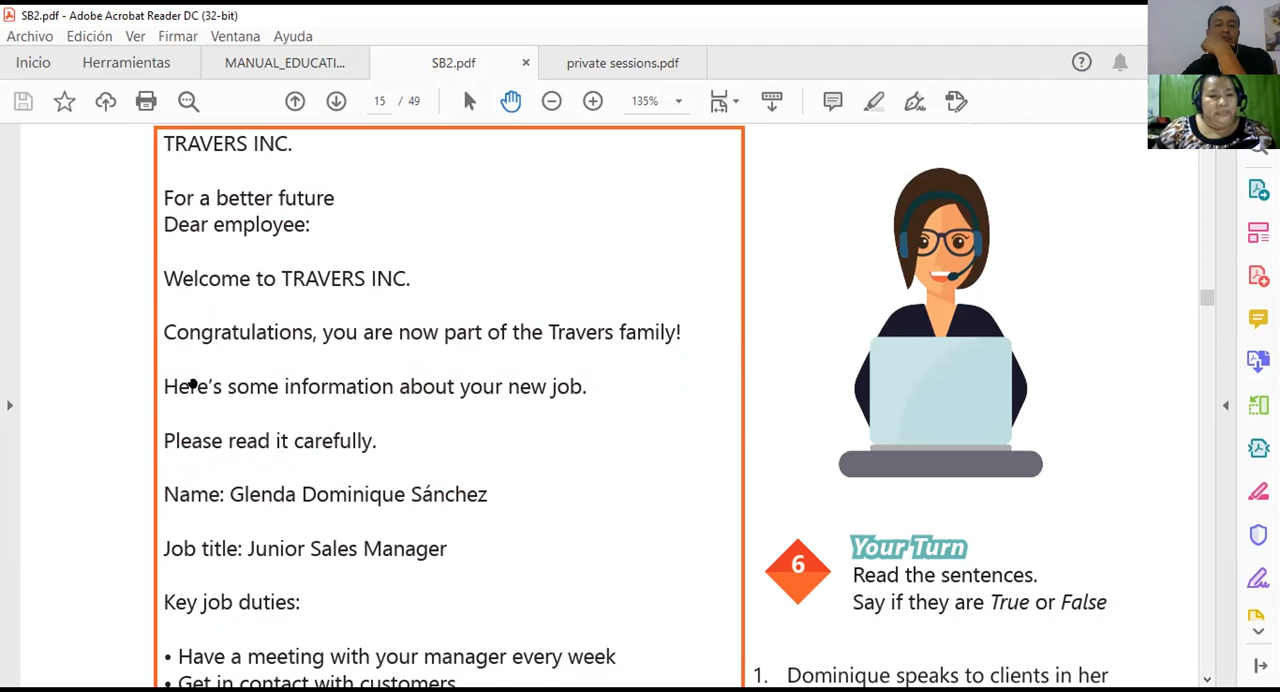 SB2.pdf - Adobe Acrobat Reader DC (32-bit)
Archivo Edición Ver Firmar Ventana Ayuda
Inicio Herramientas MANUAL_EDUCATI... SB2.pdf × private sessions.pdf
15 / 49 135%
TRAVERS INC.
For a better future
Dear employee:
Welcome to TRAVERS INC.
Congratulations, you are now part of the Travers family!
Here's some information about your new job.
Please read it carefully.
Name: Glenda Dominique Sánchez
Job title: Junior Sales Manager
Key job duties:
• Have a meeting with your manager every week
• Get in contact with customers
6
Your Turn
Read the sentences.
Say if they are True or False
1. Dominique speaks to clients in her